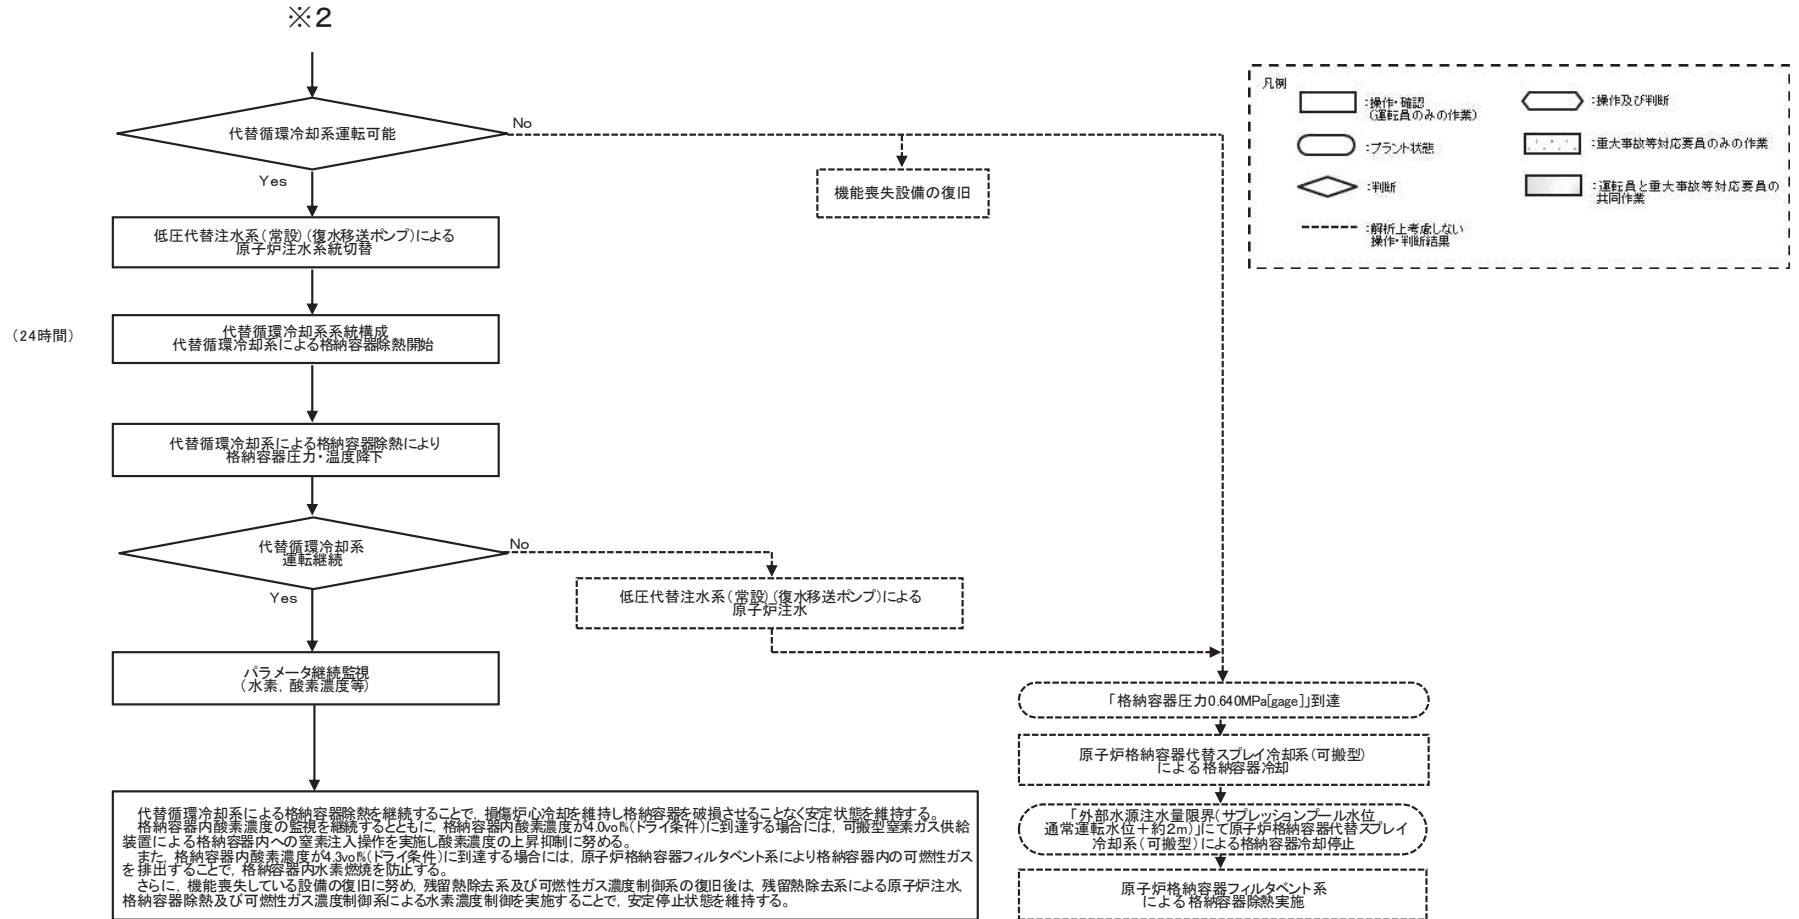 ※2
代替循環冷却系運転可能
No
Yes
機能喪失設備の復旧
低圧代替注水系(常設)(復水移送ポンプ)による
原子炉注水系統切替
(24時間)
代替循環冷却系系統構成
代替循環冷却系による格納容器除熱開始
代替循環冷却系による格納容器除熱により
格納容器圧力・温度降下
代替循環冷却系
運転継続
No
Yes
低圧代替注水系(常設)(復水移送ポンプ)による
原子炉注水
パラメータ継続監視
(水素,酸素濃度等)
代替循環冷却系による格納容器除熱を継続することで,損傷炉心冷却を維持し格納容器を破損させることなく安定状態を維持する。
格納容器内酸素濃度の監視を継続するとともに,格納容器内酸素濃度が4.0vol%(ドライ条件)に到達する場合には,可搬型窒素ガス供給
装置による格納容器内への窒素注入操作を実施し酸素濃度の上昇抑制に努める。
また,格納容器内酸素濃度が4.3vol%(ドライ条件)に到達する場合には,原子炉格納容器フィルタベント系により格納容器内の可燃性ガス
を排出することで,格納容器内水素燃焼を防止する。
さらに,機能喪失している設備の復旧に努め,残留熱除去系及び可燃性ガス濃度制御系の復旧後は,残留熱除去系による原子炉注水,
格納容器除熱及び可燃性ガス濃度制御系による水素濃度制御を実施することで,安定停止状態を維持する。
「格納容器圧力0.640MPa[gage]」到達
原子炉格納容器代替スプレイ冷却系(可搬型)
による格納容器冷却
「外部水源注水量限界(サプレッションプール水位
通常運転水位+約2m)」にて原子炉格納容器代替スプレイ
冷却系(可搬型)による格納容器冷却停止
原子炉格納容器フィルタベント系
による格納容器除熱実施
凡例
:操作・確認
(運転員のみの作業)
:プラント状態
:判断
:解析上考慮しない
操作・判断結果
:操作及び判断
:重大事故等対応要員のみの作業
:運転員と重大事故等対応要員の
共同作業